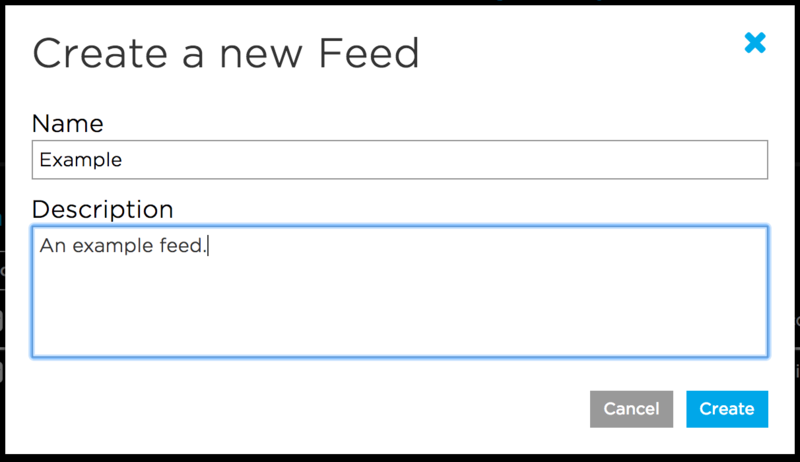 Create a new Feed
Name
Example
Description
An example feed.
Cancel
Create